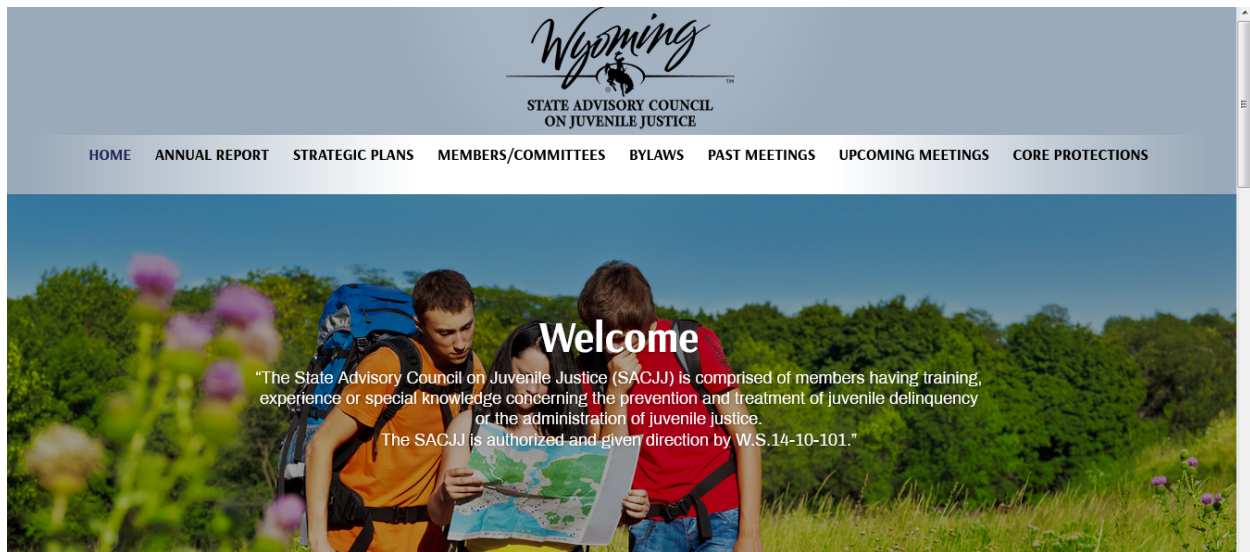 Wyoming
TM
®
STATE ADVISORY COUNCIL
ON JUVENILE JUSTICE
HOME ANNUAL REPORT STRATEGIC PLANS MEMBERS/COMMITTEES BYLAWS PAST MEETINGS UPCOMING MEETINGS CORE PROTECTIONS
Welcome
“The State Advisory Council on Juvenile Justice (SACJJ) is comprised of members having training,
experience or special knowledge concerning the prevention and treatment of juvenile delinquency
or the administration of juvenile justice.
The SACJJ is authorized and given direction by W.S.14-10-101.”